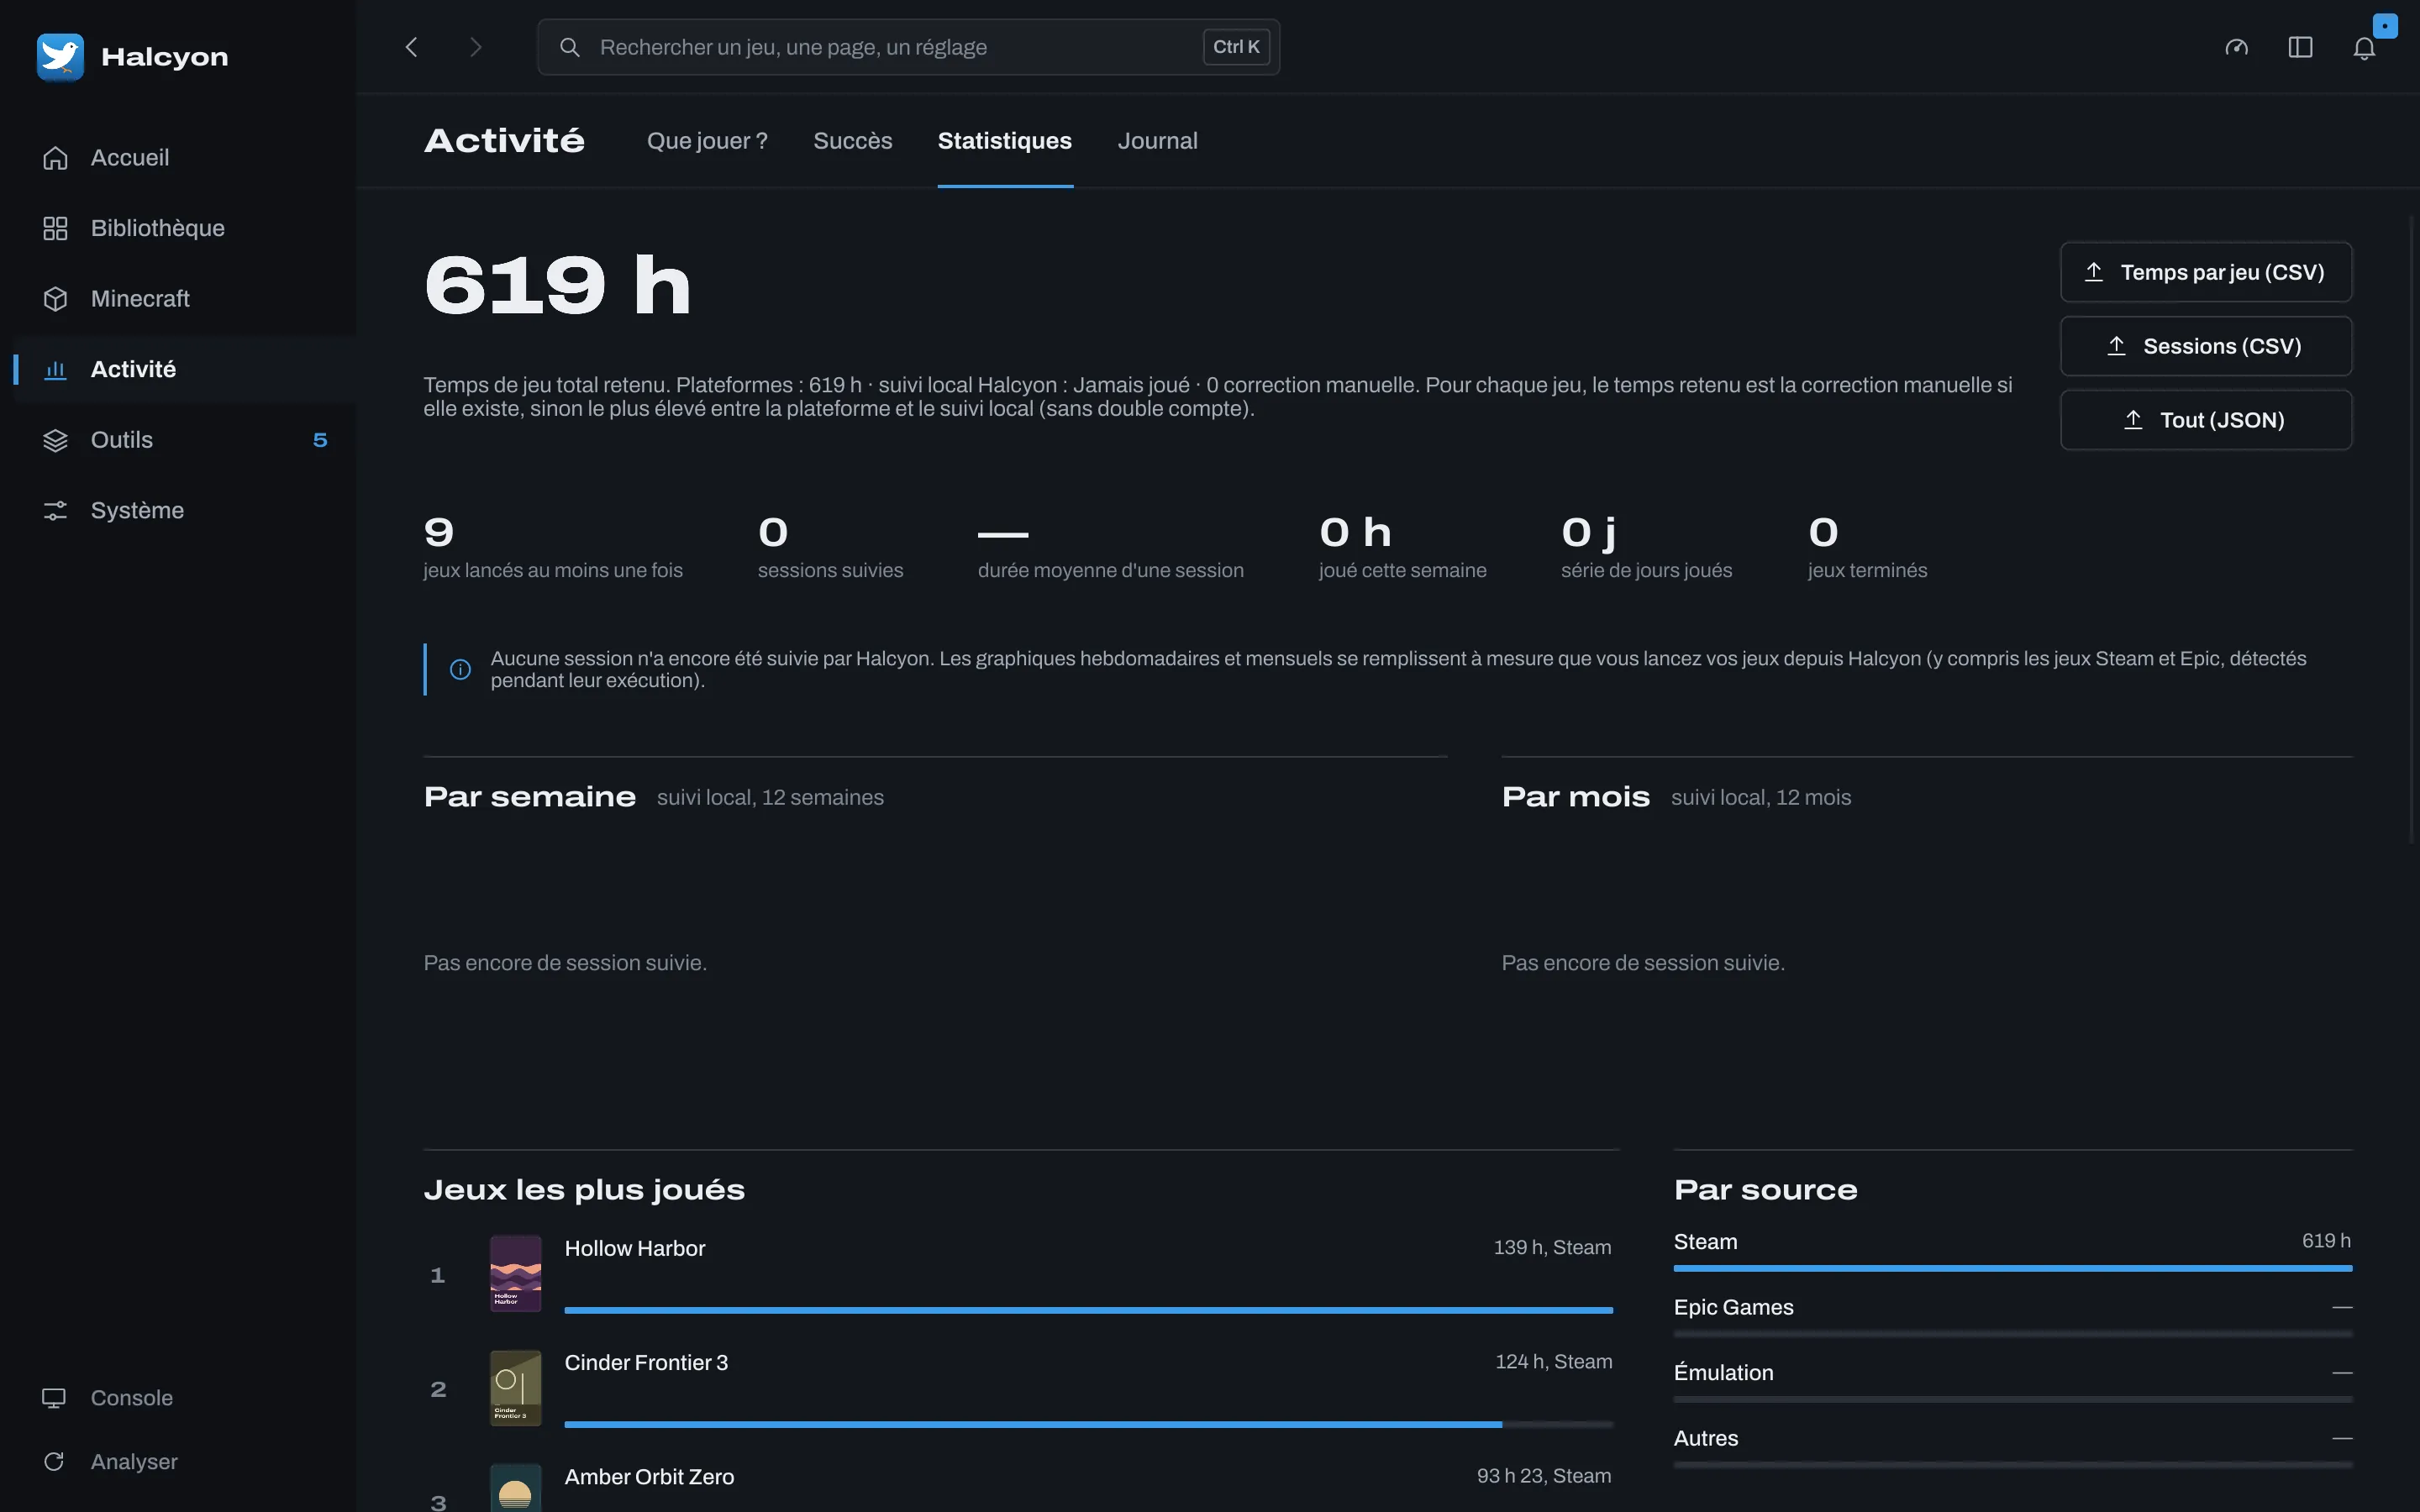 Halcyon
Rechercher un jeu, une page, un réglage
Ctrl K
Accueil
Bibliothèque
Minecraft
Activité
Outils
5
Système
Console
Analyser
Activité
Que jouer ?
Succès
Statistiques
Journal
619 h
Temps de jeu total retenu. Plateformes : 619 h · suivi local Halcyon : Jamais joué · 0 correction manuelle. Pour chaque jeu, le temps retenu est la correction manuelle si
elle existe, sinon le plus élevé entre la plateforme et le suivi local (sans double compte).
Temps par jeu (CSV)
Sessions (CSV)
Tout (JSON)
9
jeux lancés au moins une fois
0
sessions suivies
—
durée moyenne d'une session
0 h
joué cette semaine
0 j
série de jours joués
0
jeux terminés
Aucune session n'a encore été suivie par Halcyon. Les graphiques hebdomadaires et mensuels se remplissent à mesure que vous lancez vos jeux depuis Halcyon (y compris les jeux Steam et Epic, détectés
pendant leur exécution).
Par semaine
suivi local, 12 semaines
Pas encore de session suivie.
Par mois
suivi local, 12 mois
Pas encore de session suivie.
Jeux les plus joués
1
Hollow
Harbor
Hollow Harbor
139 h, Steam
2
Cinder
Frontier 3
Cinder Frontier 3
124 h, Steam
3
Amber Orbit Zero
93 h 23, Steam
Par source
Steam
619 h
Epic Games
—
Émulation
—
Autres
—